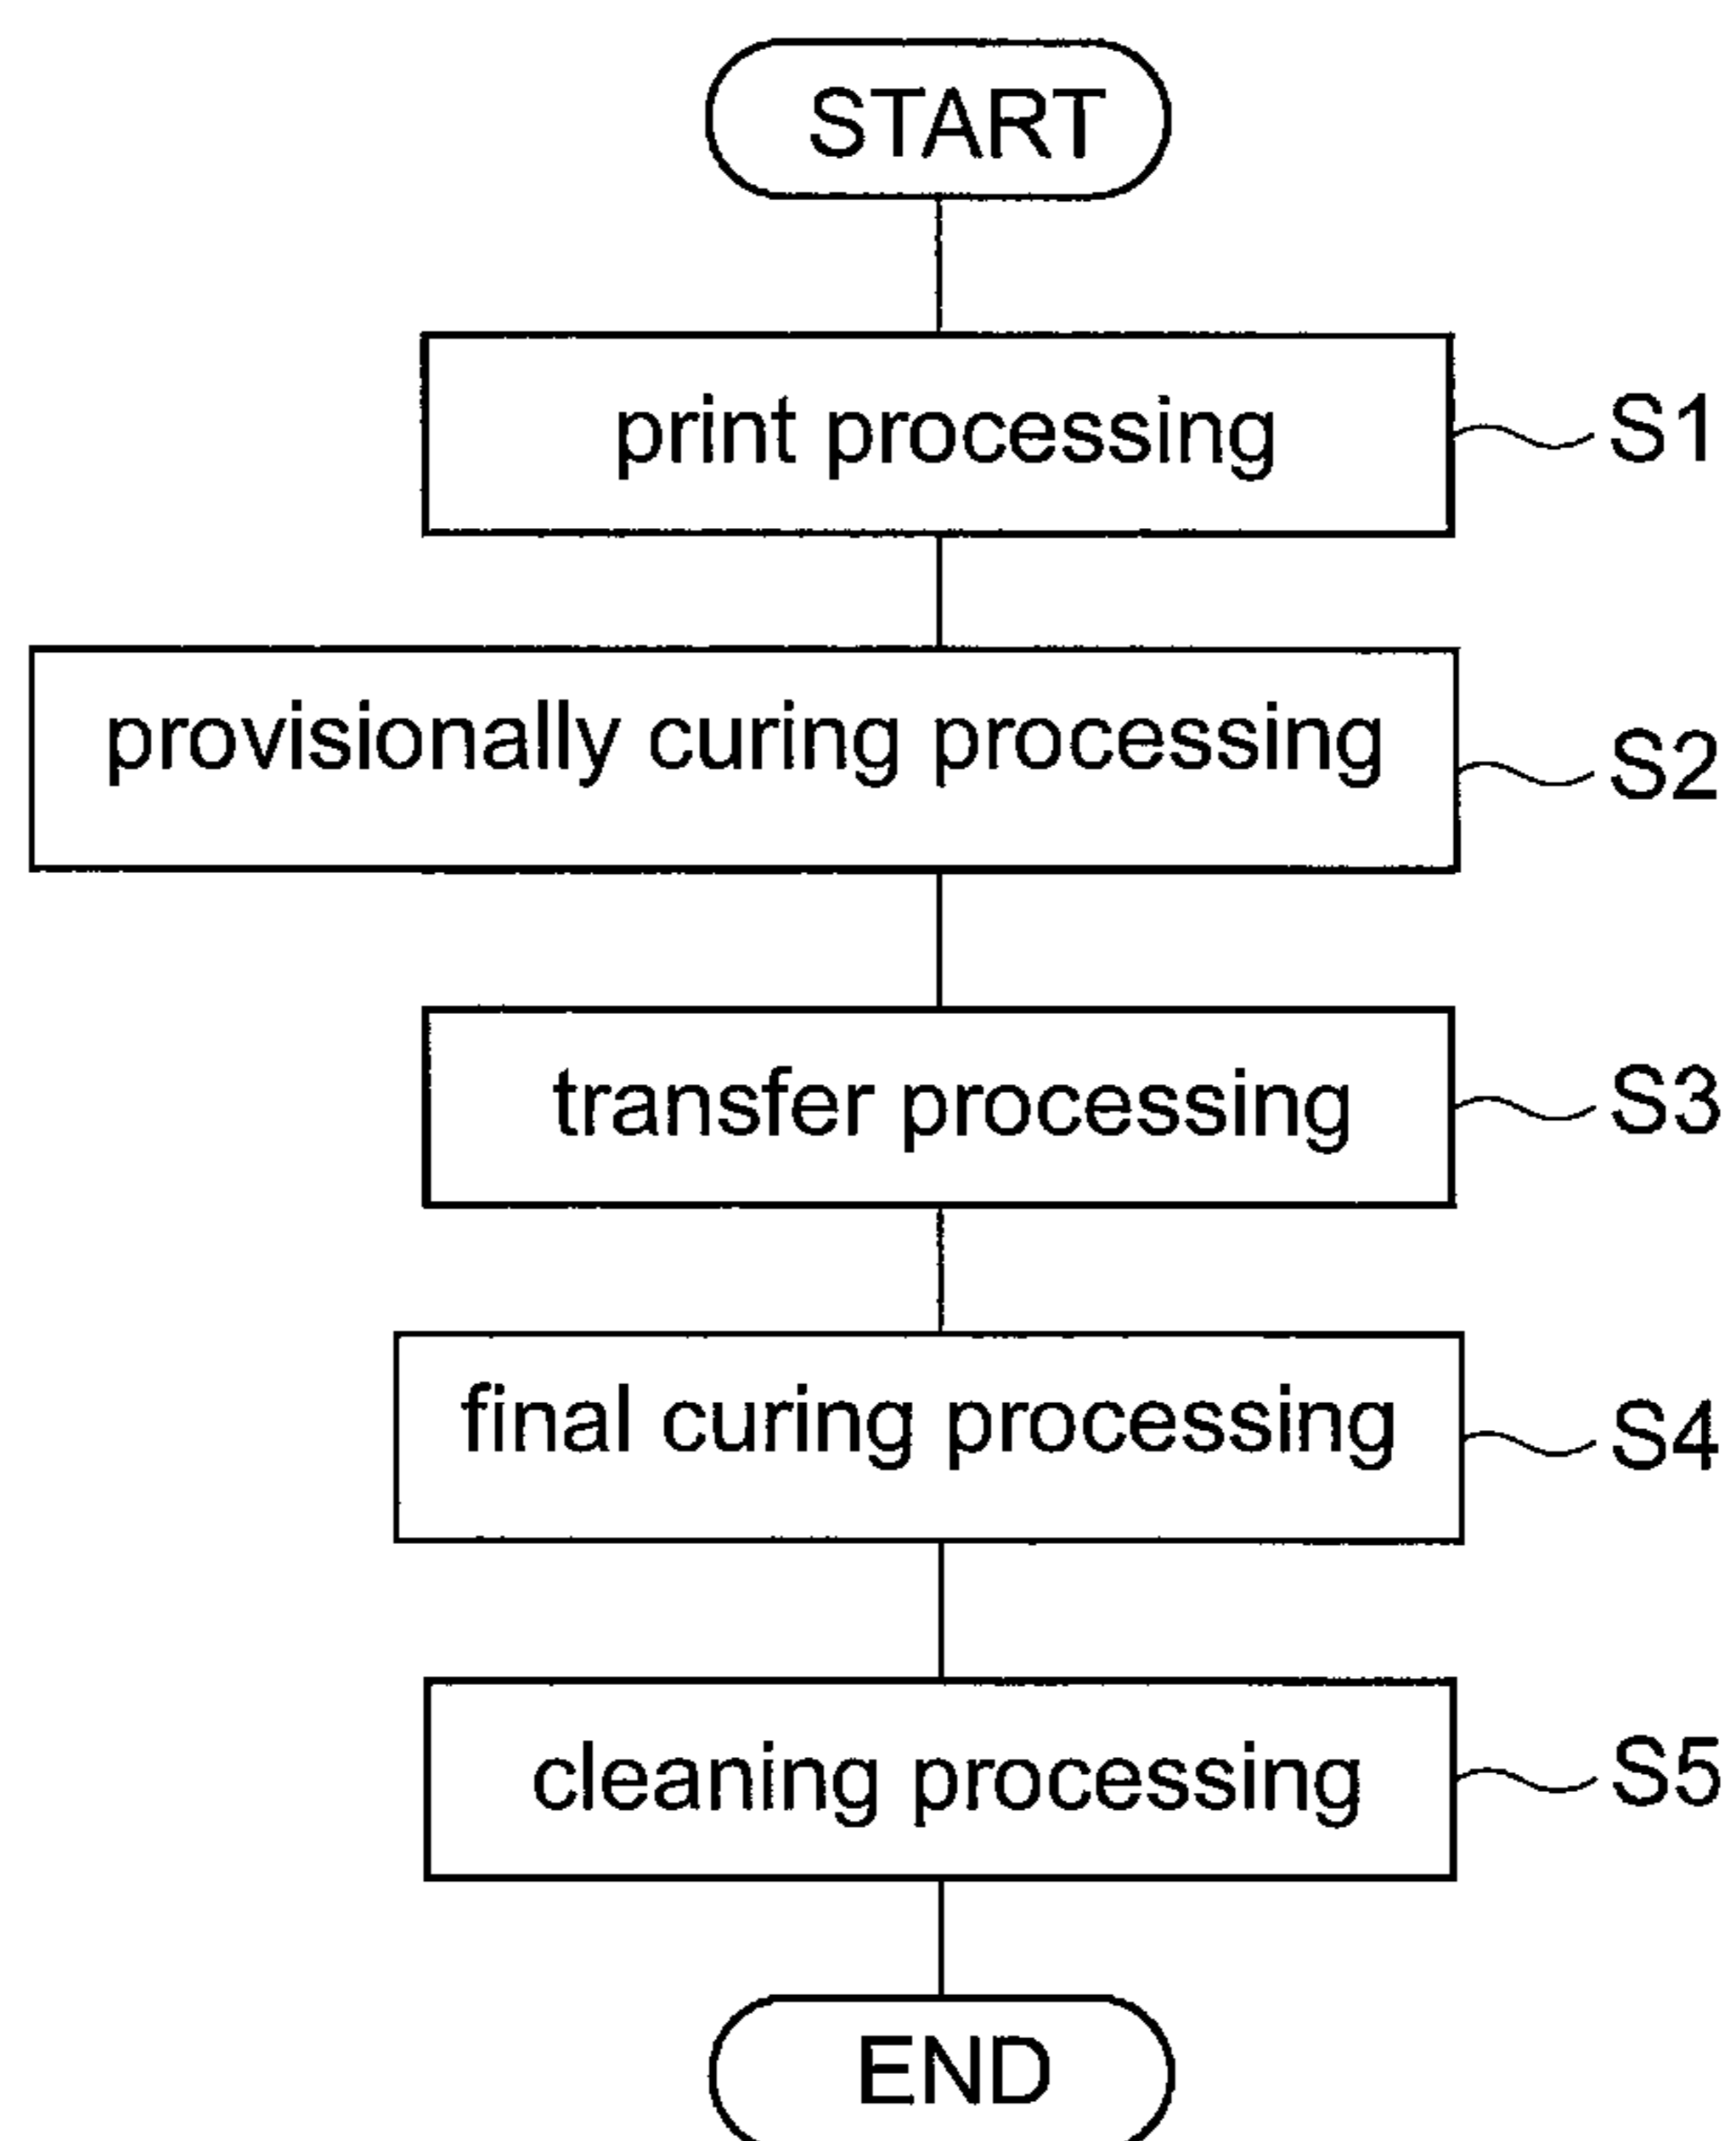 START
print processing S1
provisionally curing processing S2
transfer processing S3
final curing processing S4
cleaning processing S5
END